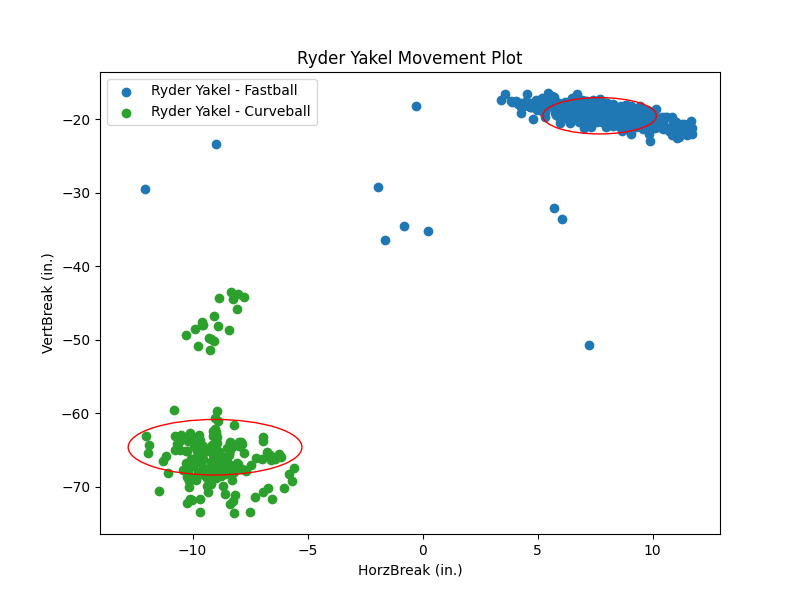 Ryder Yakel Movement Plot
Ryder Yakel - Fastball
Ryder Yakel - Curveball
−20
−30
−40
−50
−60
−70
VertBreak (in.)
−10
−5
0
5
10
HorzBreak (in.)